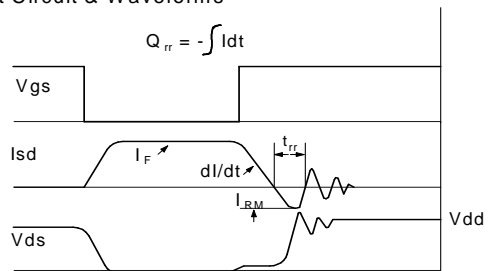 Q rr = -∫Idt
Vgs
Isd
I F
dI/dt
t rr
I RM
Vds
Vdd